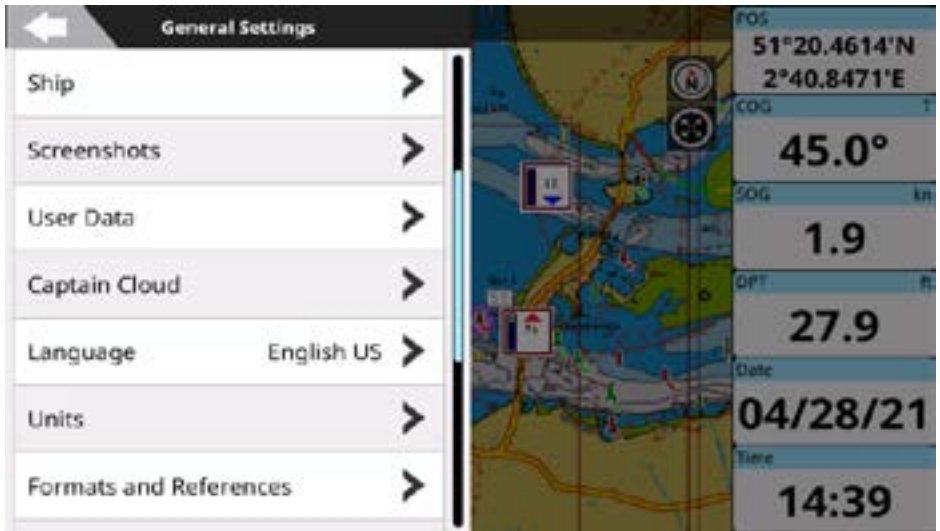 General Settings
Ship
Screenshots
User Data
Captain Cloud
Language English US
Units
Formats and References
N
POS
51°20.4614'N
2°40.8471'E
COG T
45.0°
SOG kn
1.9
DPT ft
27.9
Date
04/28/21
Time
14:39